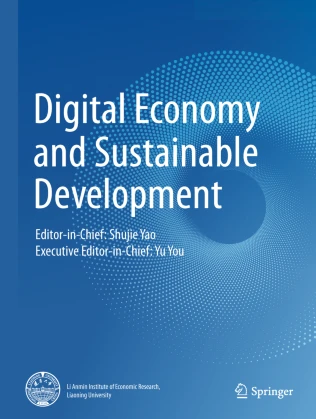 Digital Economy
and Sustainable
Development
Editor-in-Chief: Shujie Yao
Executive Editor-in-Chief: Yu You
Li Anmin Institute of Economic Research,
Liaoning University
Springer